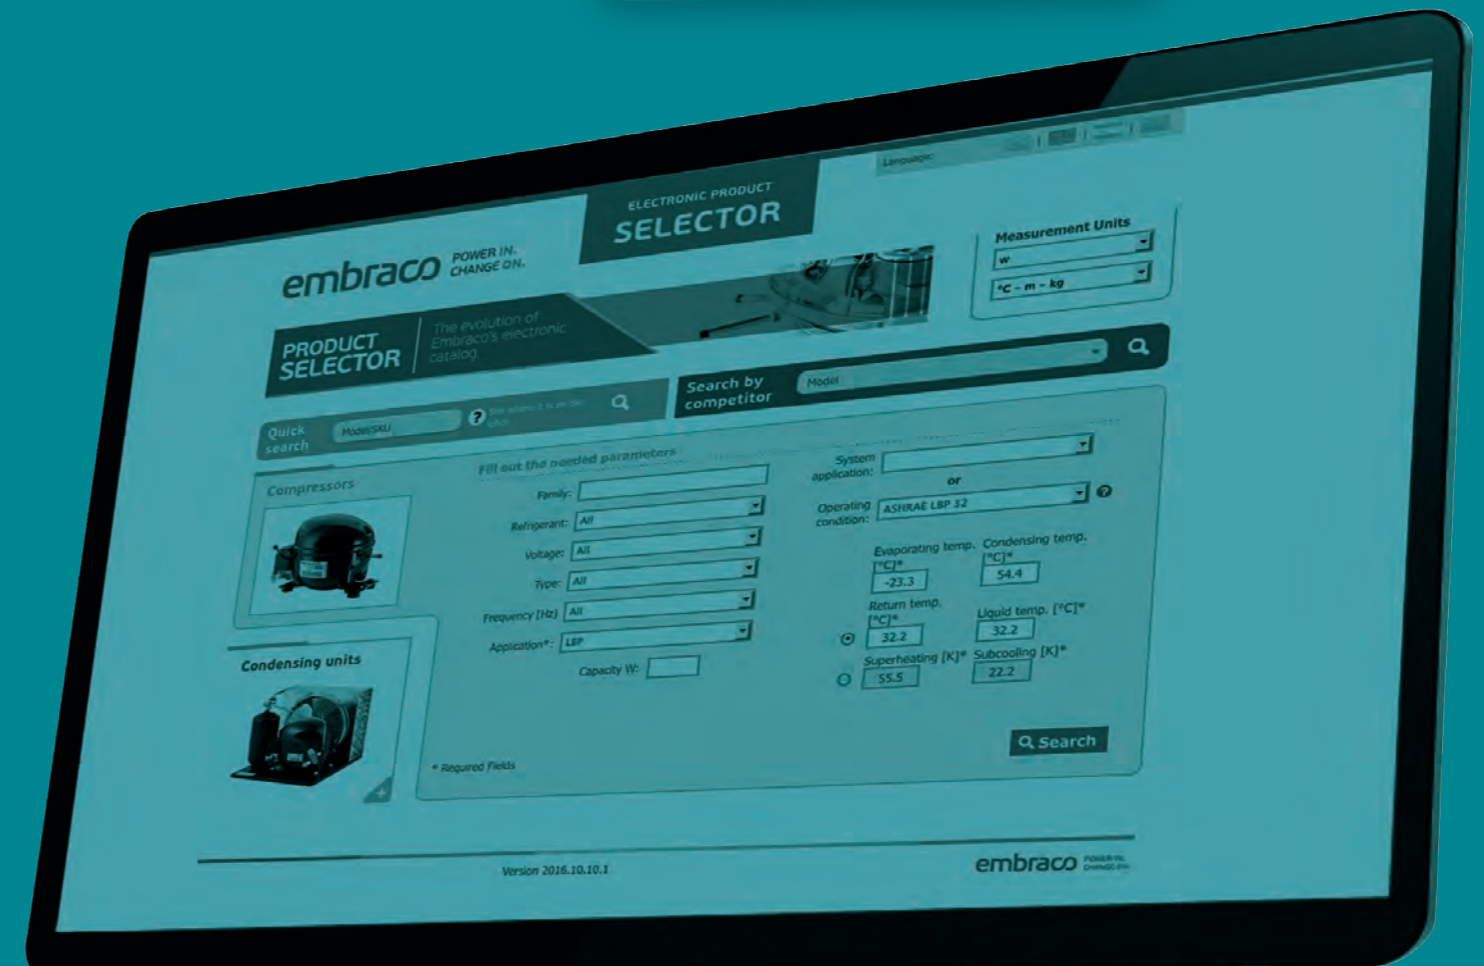 Language:
ELECTRONIC PRODUCT
SELECTOR
embraco
POWER IN.
CHANGE ON.
Measurement Units
W
°C - m - kg
PRODUCT
SELECTOR
The evolution of
Embraco's electronic
catalog.
Search by
competitor
Model
Quick
search
Model/SKU
?
Compressors
Fill out the needed parameters
Family:
Refrigerant: All
Voltage: All
Type: All
Frequency [Hz] All
Application*: LBP
Capacity W:
System
application:
or
Operating
condition:
ASHRAE LBP 32
?
Evaporating temp.
[°C]*
-23.3
Condensing temp.
[°C]*
54.4
Return temp.
[°C]*
32.2
Liquid temp. [°C]*
32.2
Superheating [K]*
55.5
Subcooling [K]*
22.2
Condensing units
+
Search
* Required Fields
Version 2016.10.10.1
embraco
POWER IN.
CHANGE ON.